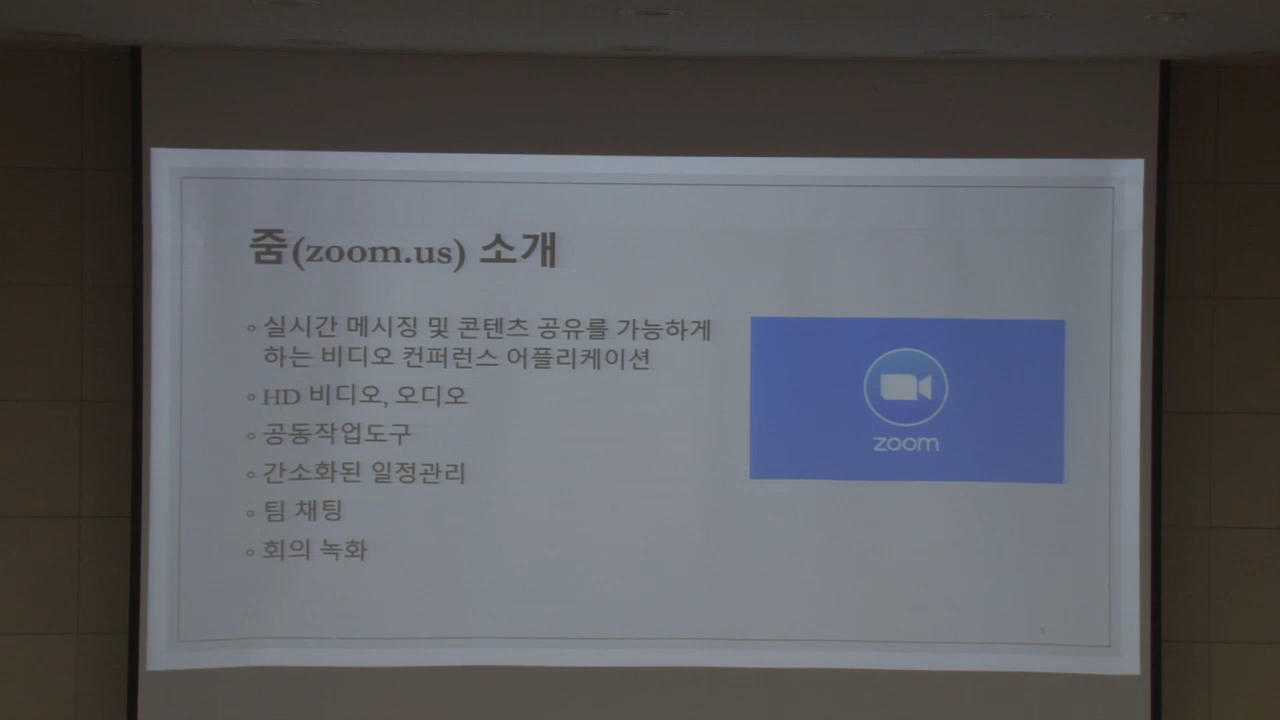 줌(zoom.us) 소개
◦ 실시간 메시징 및 콘텐츠 공유를 가능하게
하는 비디오 컨퍼런스 어플리케이션
◦ HD 비디오, 오디오
◦ 공동작업도구
◦ 간소화된 일정관리
◦ 팀 채팅
◦ 회의 녹화
zoom